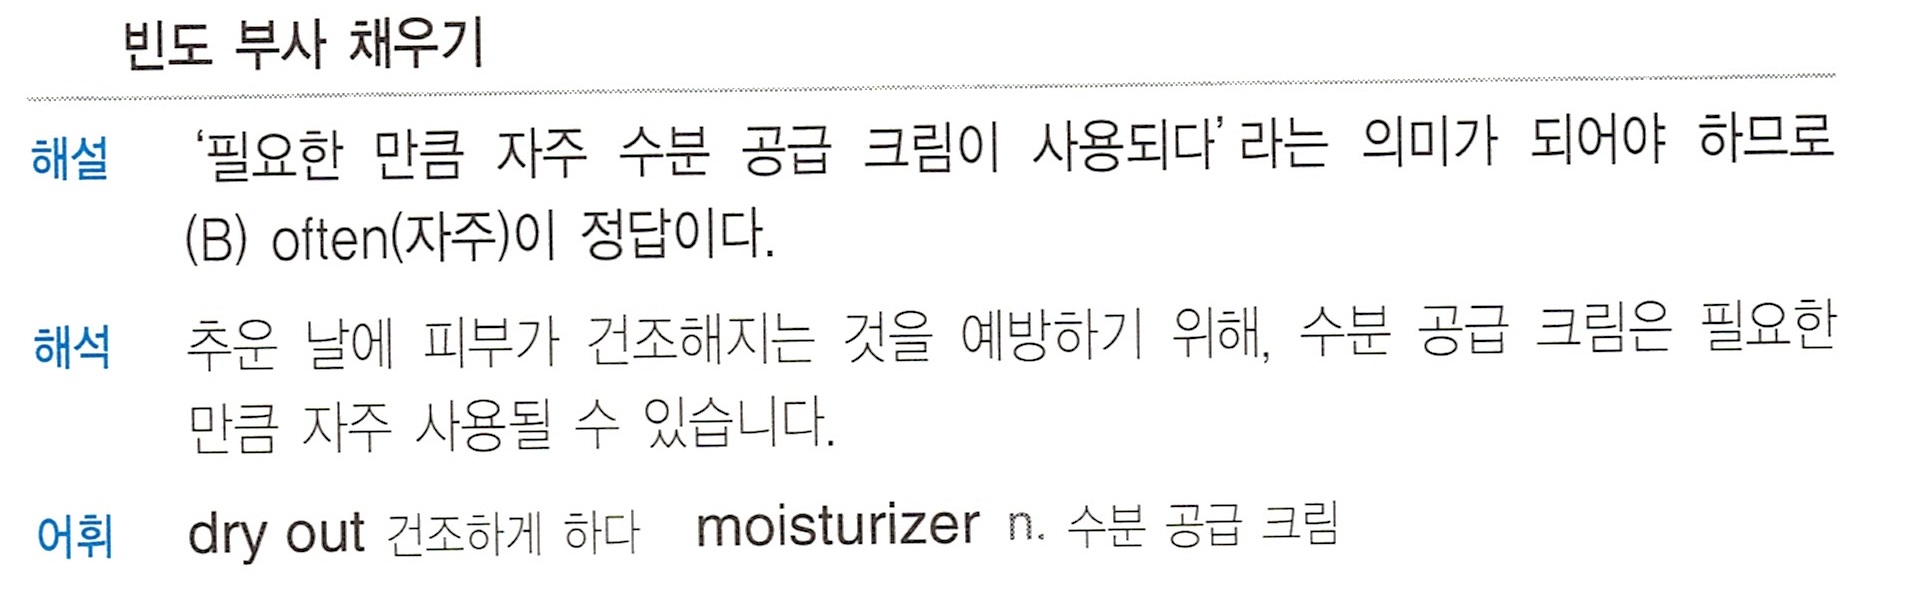 빈도 부사 채우기
해설 ‘필요한 만큼 자주 수분 공급 크림이 사용되다’라는 의미가 되어야 하므로
(B) often(자주)이 정답이다.
해석 추운 날에 피부가 건조해지는 것을 예방하기 위해, 수분 공급 크림은 필요한
만큼 자주 사용될 수 있습니다.
어휘 dry out 건조하게 하다 moisturizer n. 수분 공급 크림